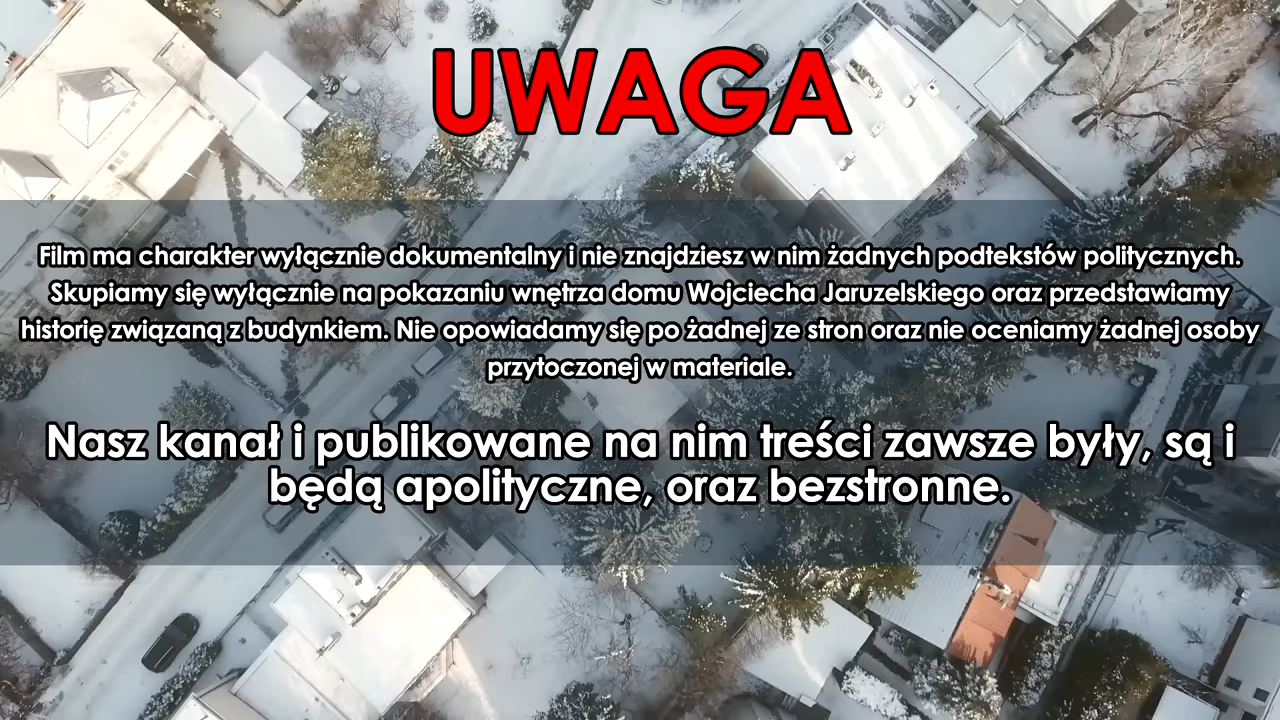 UWAGA
Film ma charakter wyłącznie dokumentalny i nie znajdziesz w nim żadnych podtekstów politycznych.
Skupiamy się wyłącznie na pokazaniu wnętrza domu Wojciecha Jaruzelskiego oraz przedstawiamy
historię związaną z budynkiem. Nie opowiadamy się po żadnej ze stron oraz nie oceniamy żadnej osoby
przytoczonej w materiale.
Nasz kanał i publikowane na nim treści zawsze były, są i
będą apolityczne, oraz bezstronne.